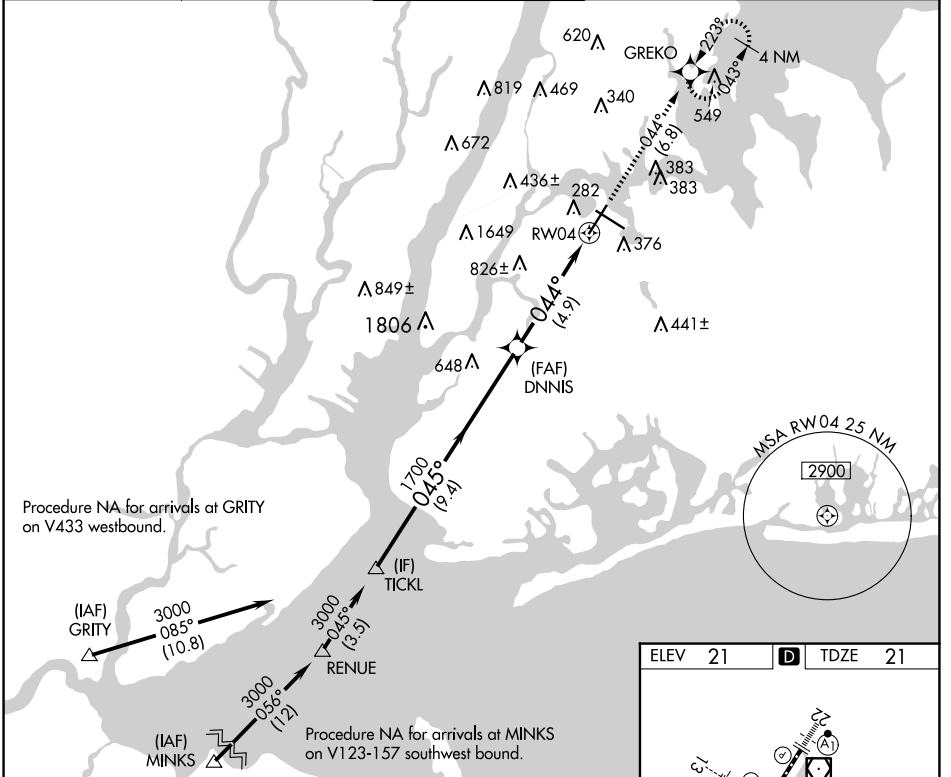 620
GREKO
223°
4 NM
043°
549
819
469
340
672
044°
(6.8)
383
383
436±
282
1649
RW04
376
826±
849±
1806
044°
(4.9)
441±
648
(FAF)
DNNIS
MSA RW04 25 NM
2900
1700
045°
(9.4)
Procedure NA for arrivals at GRITY
on V433 westbound.
(IF)
TICKL
(IAF)
GRITY
3000
085°
(10.8)
3000
045°
(3.5)
RENUE
3000
056°
(12)
(IAF)
MINKS
Procedure NA for arrivals at MINKS
on V123-157 southwest bound.
ELEV 21 D TDZE 21
22
A1
P
13